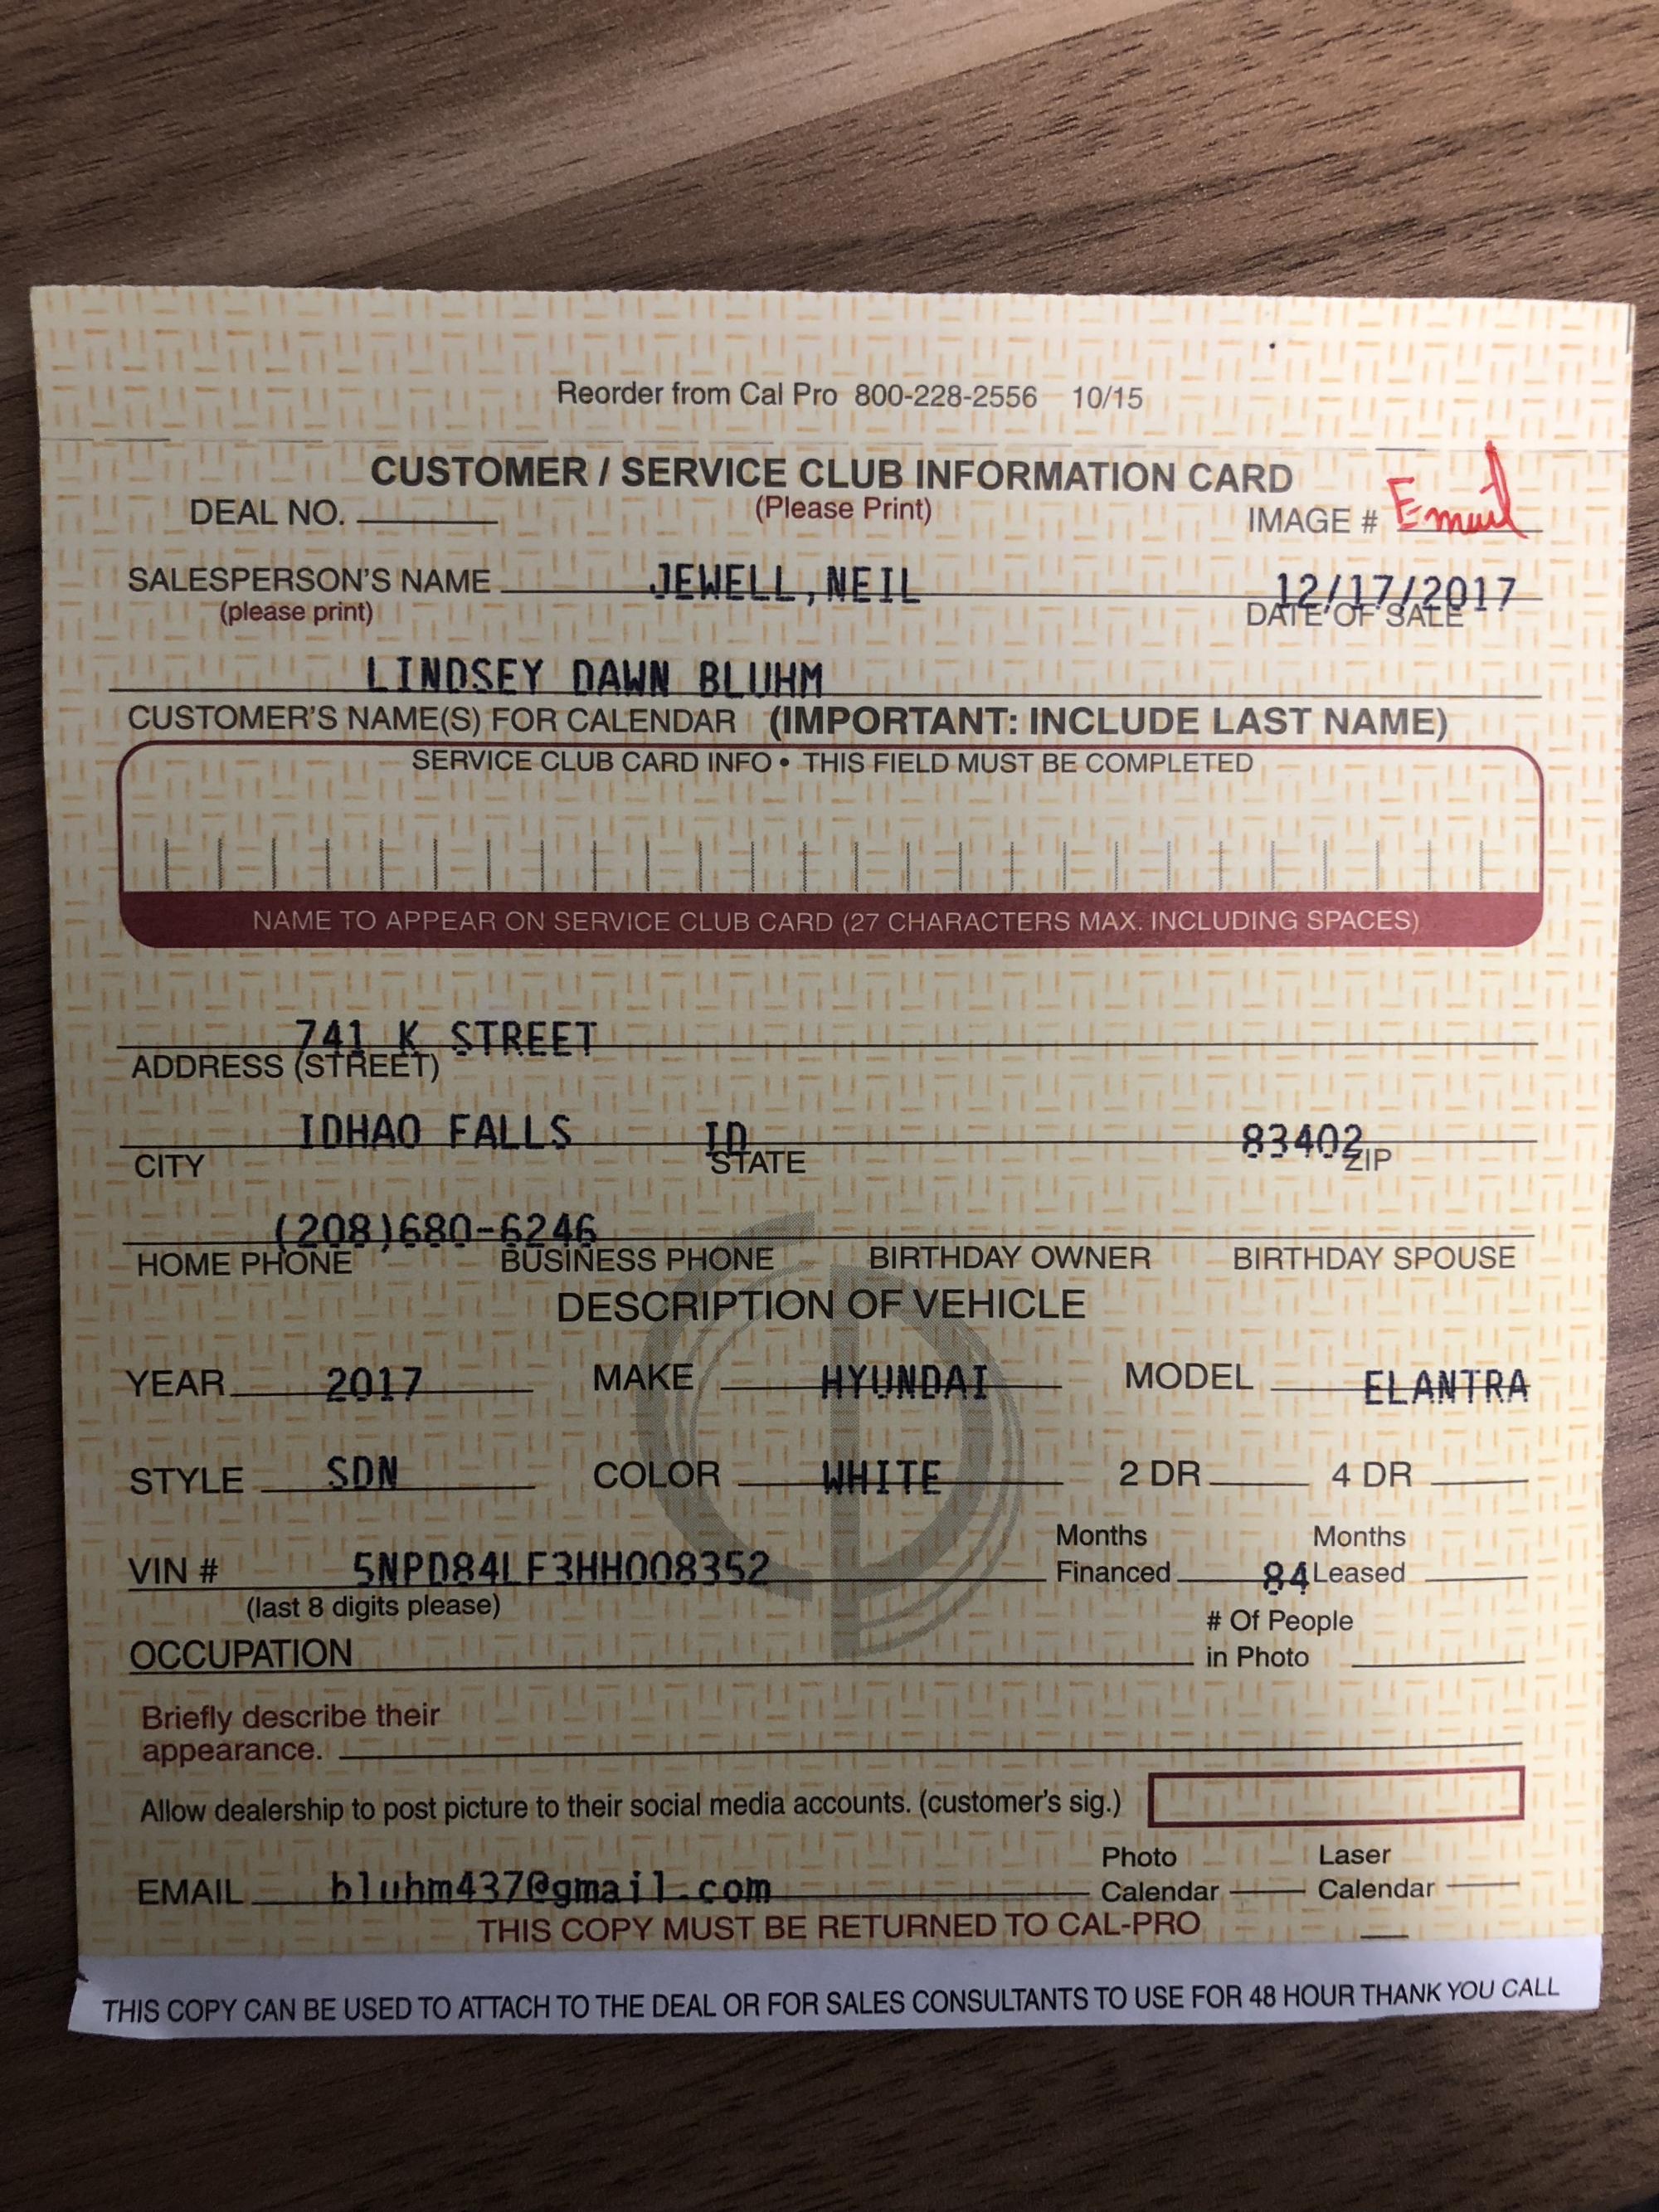 Reorder from Cal Pro 800-228-2556 10/15
CUSTOMER / SERVICE CLUB INFORMATION CARD
DEAL NO. (Please Print) IMAGE # Email
SALESPERSON'S NAME JEWELL,NEIL 12/17/2017
(please print) DATE OF SALE
LINDSEY DAWN BLUHM
CUSTOMER'S NAME(S) FOR CALENDAR (IMPORTANT: INCLUDE LAST NAME)
SERVICE CLUB CARD INFO • THIS FIELD MUST BE COMPLETED
NAME TO APPEAR ON SERVICE CLUB CARD (27 CHARACTERS MAX. INCLUDING SPACES)
741 K STREET
ADDRESS (STREET)
IDHAO FALLS ID 83402
CITY STATE ZIP
(208)680-6246
HOME PHONE BUSINESS PHONE BIRTHDAY OWNER BIRTHDAY SPOUSE
DESCRIPTION OF VEHICLE
YEAR 2017 MAKE HYUNDAI MODEL ELANTRA
STYLE SDN COLOR WHITE 2 DR 4 DR
Months Months
VIN # 5NPD84LF3HH008352 Financed 84 Leased
(last 8 digits please)
# Of People
OCCUPATION in Photo
Briefly describe their
appearance.
Allow dealership to post picture to their social media accounts. (customer's sig.)
Photo Laser
EMAIL bluhm437@gmail.com Calendar Calendar
THIS COPY MUST BE RETURNED TO CAL-PRO
THIS COPY CAN BE USED TO ATTACH TO THE DEAL OR FOR SALES CONSULTANTS TO USE FOR 48 HOUR THANK YOU CALL